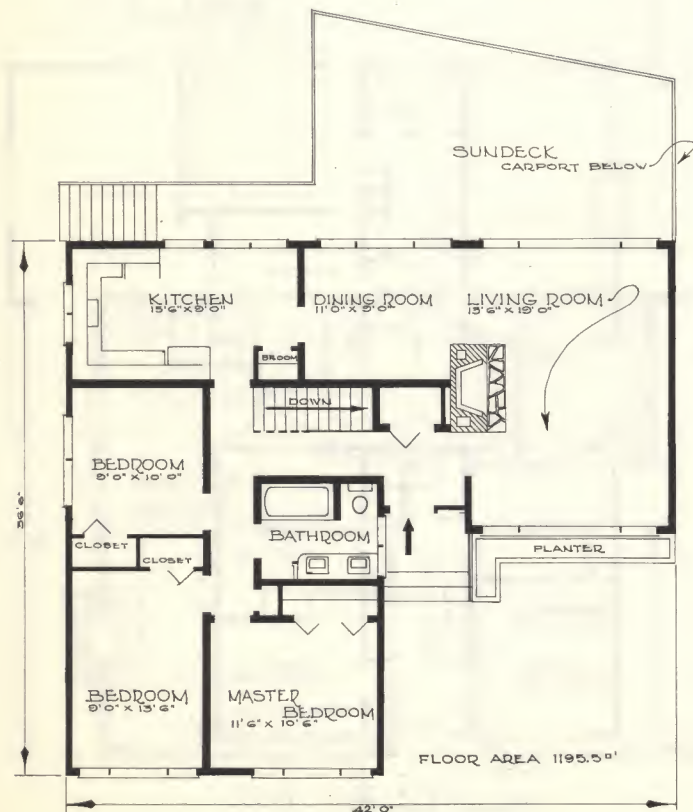 SUNDECK
CARPORT BELOW
KITCHEN
15'6" X 9'0"
DINING ROOM
11'0" X 9'0"
LIVING ROOM
13'6" X 19'0"
BROOM
DOWN
BEDROOM
9'0" X 10'0"
36'6"
CLOSET
CLOSET
BATHROOM
PLANTER
BEDROOM
9'0" X 13'6"
MASTER
BEDROOM
11'6" X 10'6"
FLOOR AREA 1195.5□'
42'0"